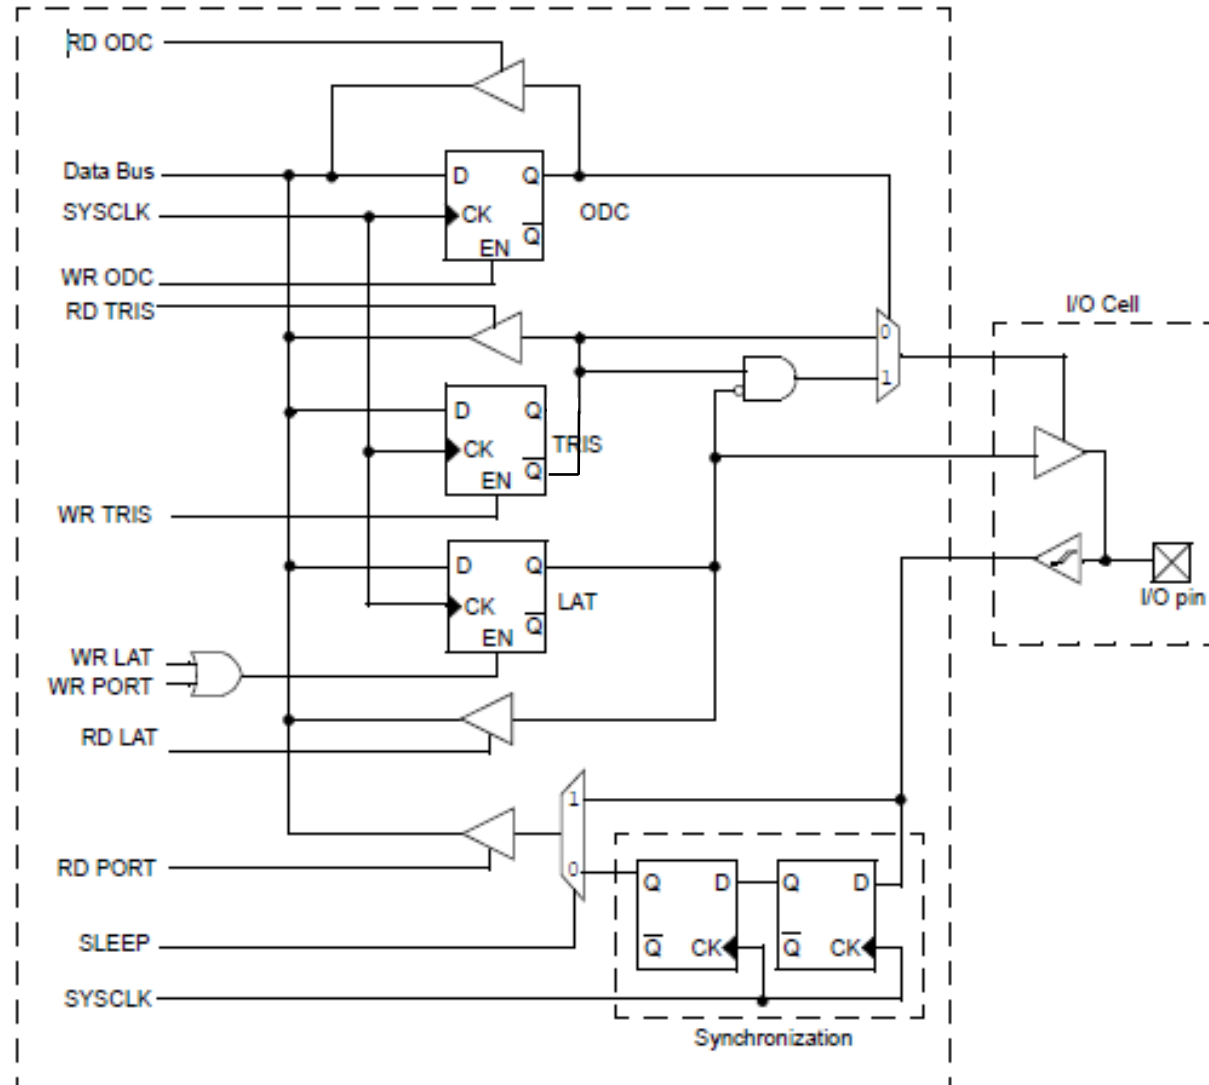 RD ODC
Data Bus
D Q
SYSCLK
CK
ODC
Q
EN
WR ODC
RD TRIS
I/O Cell
0
1
D Q
TRIS
CK
Q
EN
WR TRIS
D Q
LAT
CK
Q
EN
I/O pin
WR LAT
WR PORT
RD LAT
1
0
RD PORT
Q D Q D
SLEEP
Q CK Q CK
SYSCLK
Synchronization